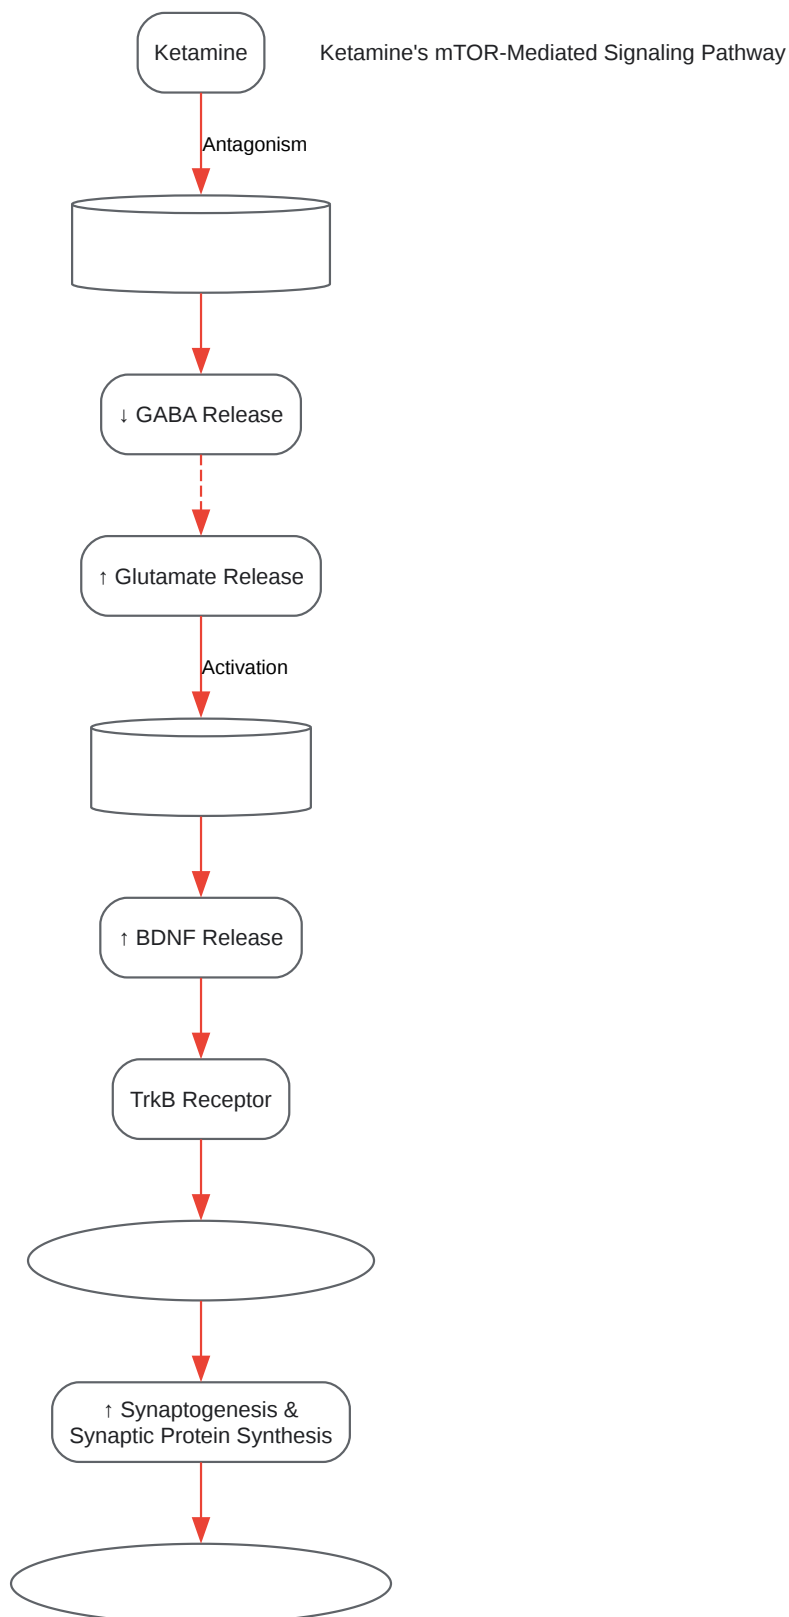 Ketamine
Ketamine's mTOR-Mediated Signaling Pathway
Antagonism
↓ GABA Release
↑ Glutamate Release
Activation
↑ BDNF Release
TrkB Receptor
↑ Synaptogenesis &
Synaptic Protein Synthesis